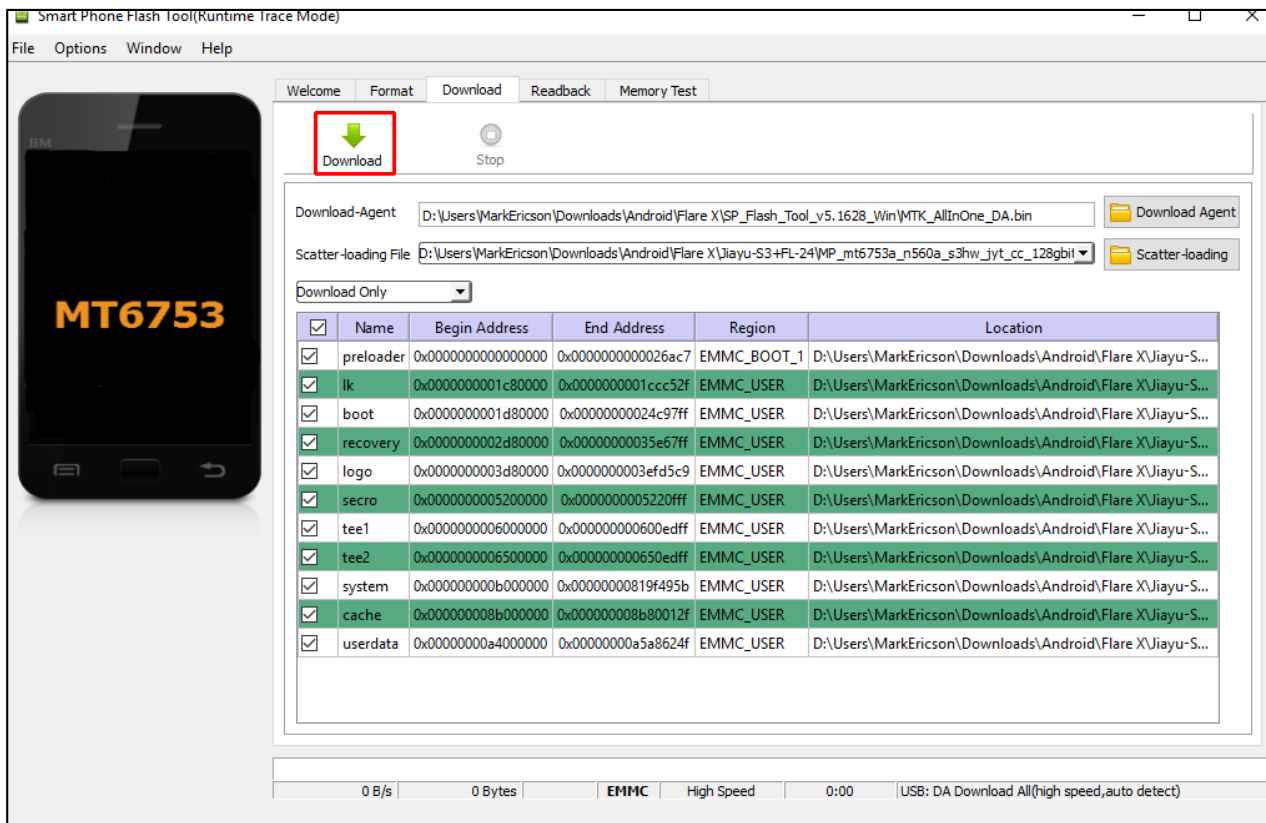 Smart Phone Flash Tool(Runtime Trace Mode)
File Options Window Help
Welcome Format Download Readback Memory Test
BM
MT6753
Download Stop
Download-Agent D:\Users\MarkEricson\Downloads\Android\Flare X\SP_Flash_Tool_v5.1628_Win\MTK_AllInOne_DA.bin Download Agent
Scatter-loading File D:\Users\MarkEricson\Downloads\Android\Flare X\Jiayu-S3+FL-24\MP_mt6753a_n560a_s3hw_jyt_cc_128gbit Scatter-loading
Download Only
Name Begin Address End Address Region Location
preloader 0x0000000000000000 0x0000000000026ac7 EMMC_BOOT_1 D:\Users\MarkEricson\Downloads\Android\Flare X\Jiayu-S...
lk 0x0000000001c80000 0x0000000001ccc52f EMMC_USER D:\Users\MarkEricson\Downloads\Android\Flare X\Jiayu-S...
boot 0x0000000001d80000 0x00000000024c97ff EMMC_USER D:\Users\MarkEricson\Downloads\Android\Flare X\Jiayu-S...
recovery 0x0000000002d80000 0x00000000035e67ff EMMC_USER D:\Users\MarkEricson\Downloads\Android\Flare X\Jiayu-S...
logo 0x0000000003d80000 0x0000000003efd5c9 EMMC_USER D:\Users\MarkEricson\Downloads\Android\Flare X\Jiayu-S...
secro 0x0000000005200000 0x0000000005220fff EMMC_USER D:\Users\MarkEricson\Downloads\Android\Flare X\Jiayu-S...
tee1 0x0000000006000000 0x000000000600edff EMMC_USER D:\Users\MarkEricson\Downloads\Android\Flare X\Jiayu-S...
tee2 0x0000000006500000 0x000000000650edff EMMC_USER D:\Users\MarkEricson\Downloads\Android\Flare X\Jiayu-S...
system 0x000000000b000000 0x00000000819f495b EMMC_USER D:\Users\MarkEricson\Downloads\Android\Flare X\Jiayu-S...
cache 0x000000008b000000 0x000000008b80012f EMMC_USER D:\Users\MarkEricson\Downloads\Android\Flare X\Jiayu-S...
userdata 0x00000000a4000000 0x00000000a5a8624f EMMC_USER D:\Users\MarkEricson\Downloads\Android\Flare X\Jiayu-S...
0 B/s 0 Bytes EMMC High Speed 0:00 USB: DA Download All(high speed,auto detect)